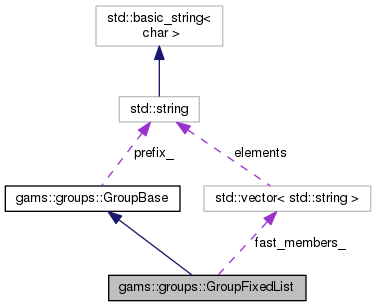 std::basic_string<
char >
std::string
prefix_
elements
gams::groups::GroupBase
std::vector< std::string >
fast_members_
gams::groups::GroupFixedList